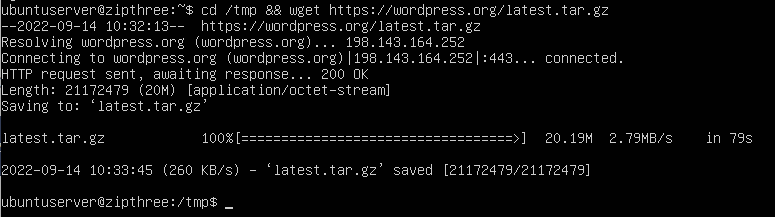 ubuntuserver@zipthree:~$ cd /tmp && wget https://wordpress.org/latest.tar.gz
--2022-09-14 10:32:13--  https://wordpress.org/latest.tar.gz
Resolving wordpress.org (wordpress.org)... 198.143.164.252
Connecting to wordpress.org (wordpress.org)|198.143.164.252|:443... connected.
HTTP request sent, awaiting response... 200 OK
Length: 21172479 (20M) [application/octet-stream]
Saving to: ‘latest.tar.gz’
latest.tar.gz            100%[==================================>]  20.19M  2.79MB/s    in 79s
2022-09-14 10:33:45 (260 KB/s) – ‘latest.tar.gz’ saved [21172479/21172479]
ubuntuserver@zipthree:/tmp$ _